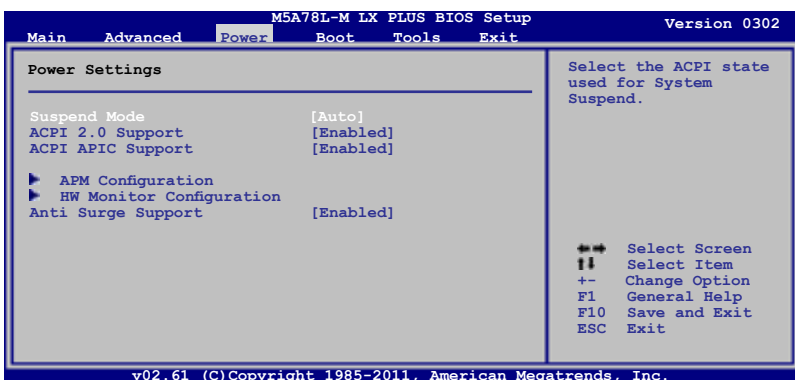 M5A78L-M LX PLUS BIOS Setup
Version 0302
Main Advanced Power Boot Tools Exit
Power Settings
Suspend Mode [Auto]
ACPI 2.0 Support [Enabled]
ACPI APIC Support [Enabled]
APM Configuration
HW Monitor Configuration
Anti Surge Support [Enabled]
Select the ACPI state
used for System
Suspend.
Select Screen
Select Item
+- Change Option
F1 General Help
F10 Save and Exit
ESC Exit
v02.61 (C)Copyright 1985-2011, American Megatrends, Inc.